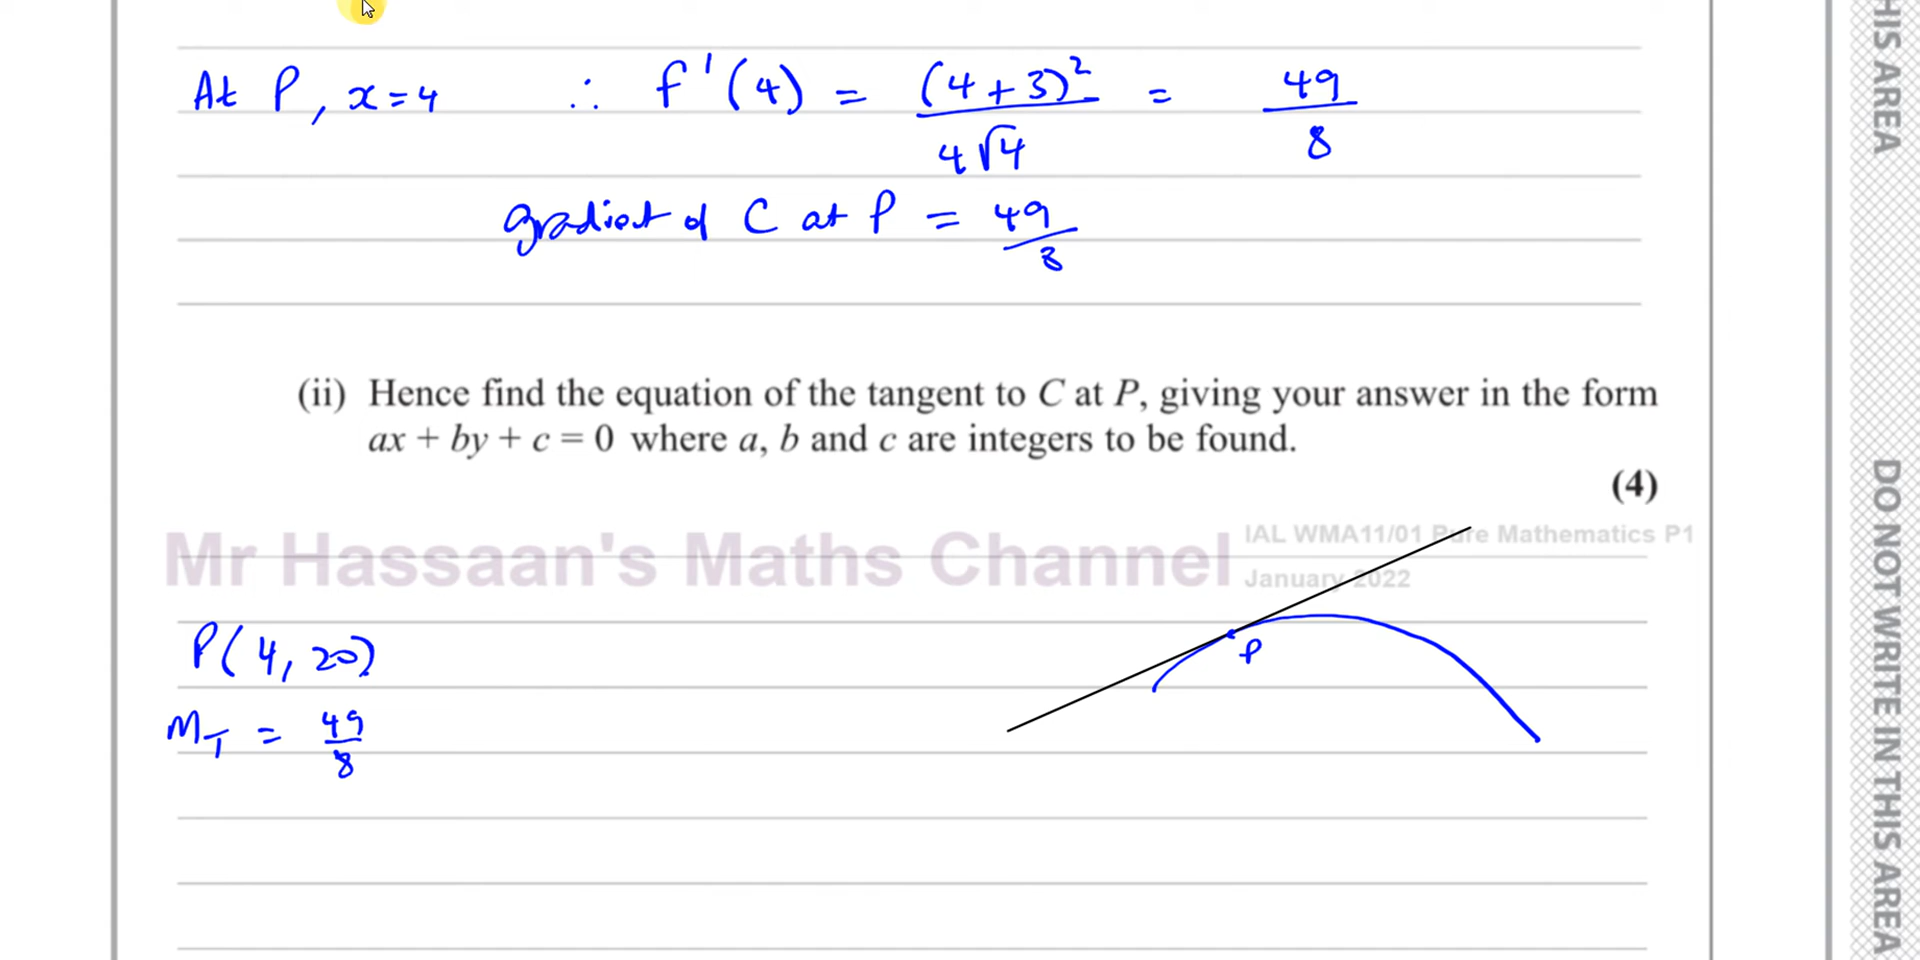 At P, x=4 ∴ f'(4) = (4+3)²/4√4 = 49/8
gradient of C at P = 49/8
(ii) Hence find the equation of the tangent to C at P, giving your answer in the form
ax + by + c = 0 where a, b and c are integers to be found.
(4)
Mr Hassaan's Maths Channel
IAL WMA11/01 Pure Mathematics P1
January 2022
P
P(4, 20)
M_T = 49/8
HIS AREA
DO NOT WRITE IN THIS AREA